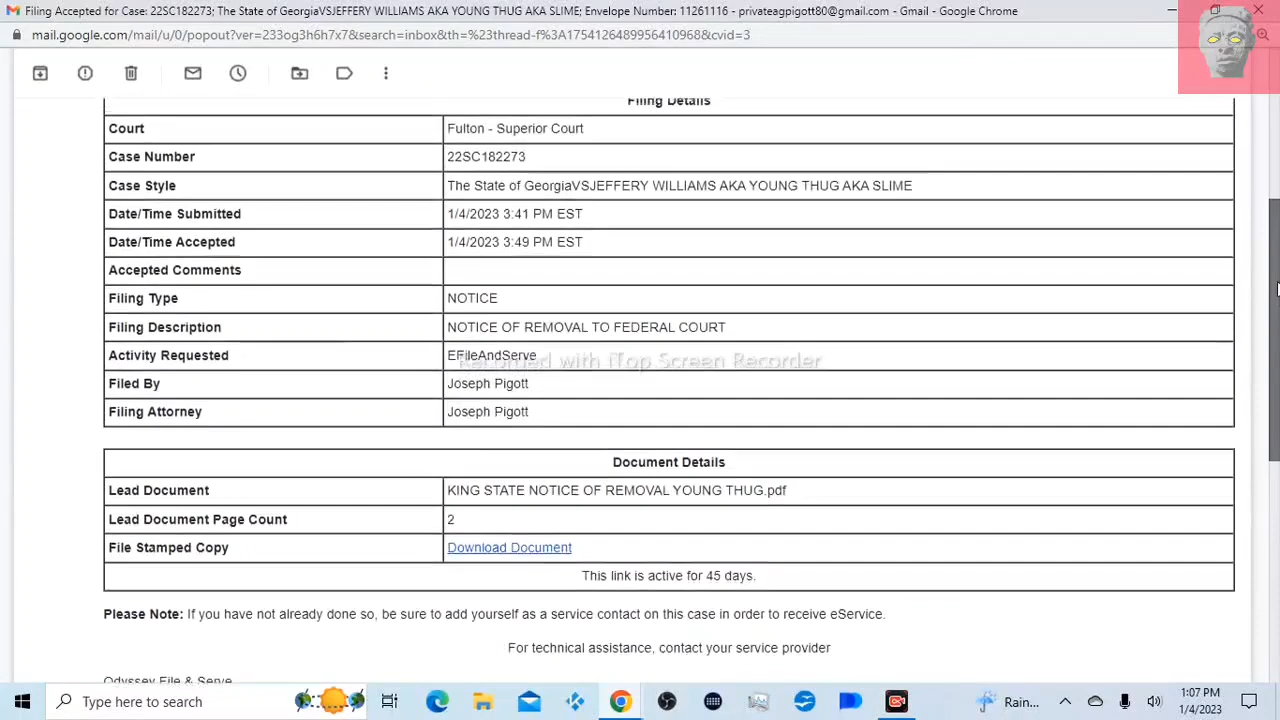 Filing Accepted for Case: 22SC182273; The State of GeorgiaVSJEFFERY WILLIAMS AKA YOUNG THUG AKA SLIME; Envelope Number: 11261116 - privateagpigott80@gmail.com - Gmail - Google Chrome
mail.google.com/mail/u/0/popout?ver=233og3h6h7x7&search=inbox&th=%23thread-f%3A1754126489956410968&cvid=3
Filing Details
Court Fulton - Superior Court
Case Number 22SC182273
Case Style The State of GeorgiaVSJEFFERY WILLIAMS AKA YOUNG THUG AKA SLIME
Date/Time Submitted 1/4/2023 3:41 PM EST
Date/Time Accepted 1/4/2023 3:49 PM EST
Accepted Comments
Filing Type NOTICE
Filing Description NOTICE OF REMOVAL TO FEDERAL COURT
Activity Requested EFileAndServe
Recorded with iTop Screen Recorder
Filed By Joseph Pigott
Filing Attorney Joseph Pigott
Document Details
Lead Document KING STATE NOTICE OF REMOVAL YOUNG THUG.pdf
Lead Document Page Count 2
File Stamped Copy Download Document
This link is active for 45 days.
Please Note: If you have not already done so, be sure to add yourself as a service contact on this case in order to receive eService.
For technical assistance, contact your service provider
Odyssey File & Serve
Type here to search
Rain...
1:07 PM
1/4/2023